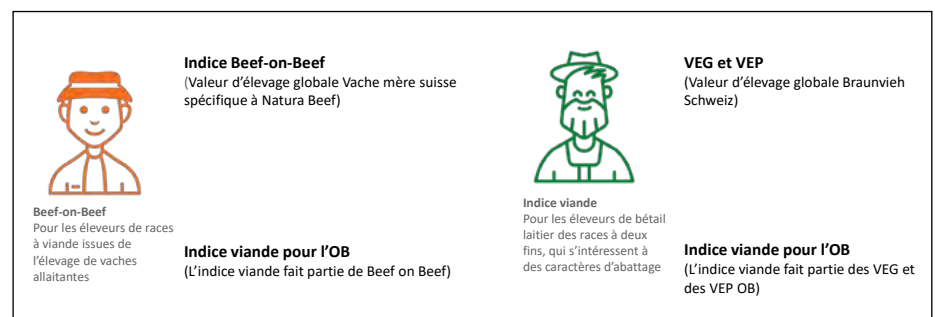 Indice Beef-on-Beef
(Valeur d'élevage globale Vache mère suisse
spécifique à Natura Beef)
Beef-on-Beef
Pour les éleveurs de races
à viande issues de
l'élevage de vaches
allaitantes
Indice viande pour l'OB
(L'indice viande fait partie de Beef on Beef)
VEG et VEP
(Valeur d'élevage globale Braunvieh
Schweiz)
Indice viande
Pour les éleveurs de bétail
laitier des races à deux
fins, qui s'intéressent à
des caractères d'abattage
Indice viande pour l'OB
(L'indice viande fait partie des VEG et
des VEP OB)